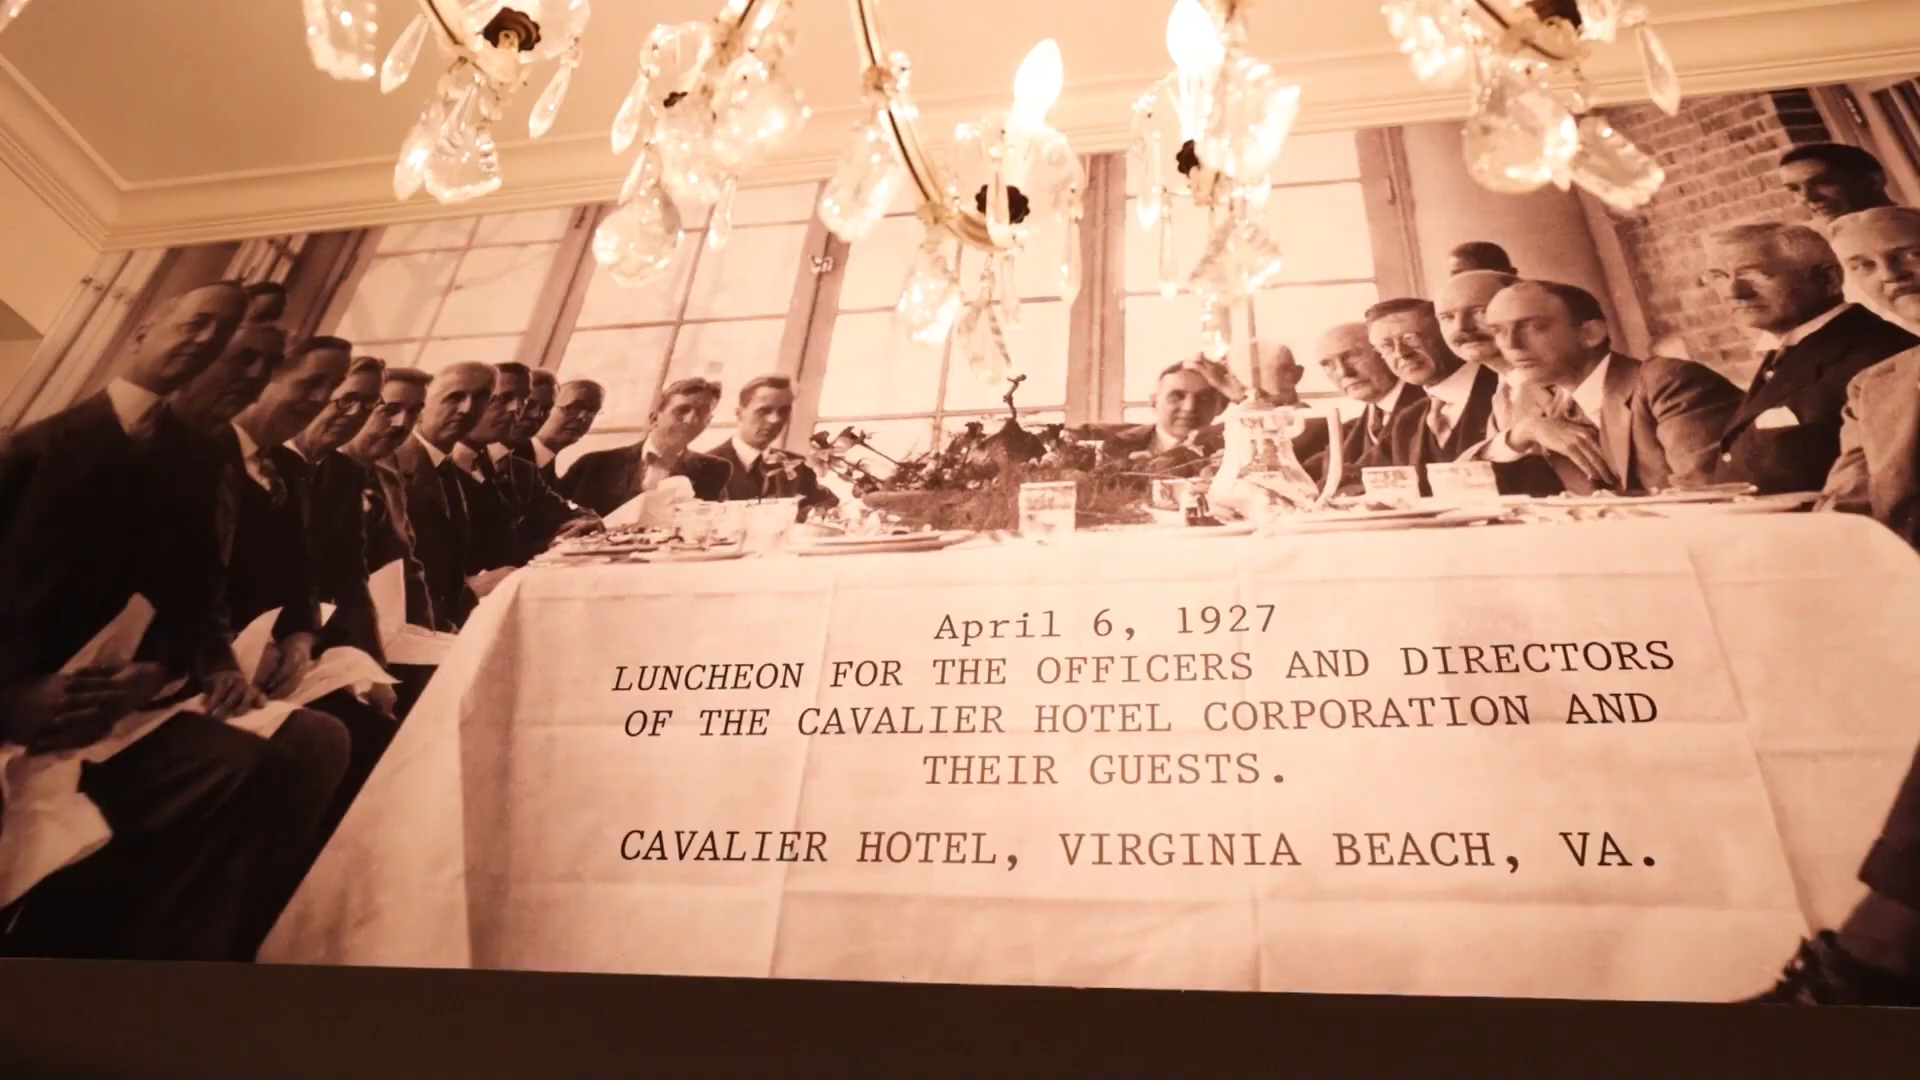 April 6, 1927
LUNCHEON FOR THE OFFICERS AND DIRECTORS
OF THE CAVALIER HOTEL CORPORATION AND
THEIR GUESTS.
CAVALIER HOTEL, VIRGINIA BEACH, VA.